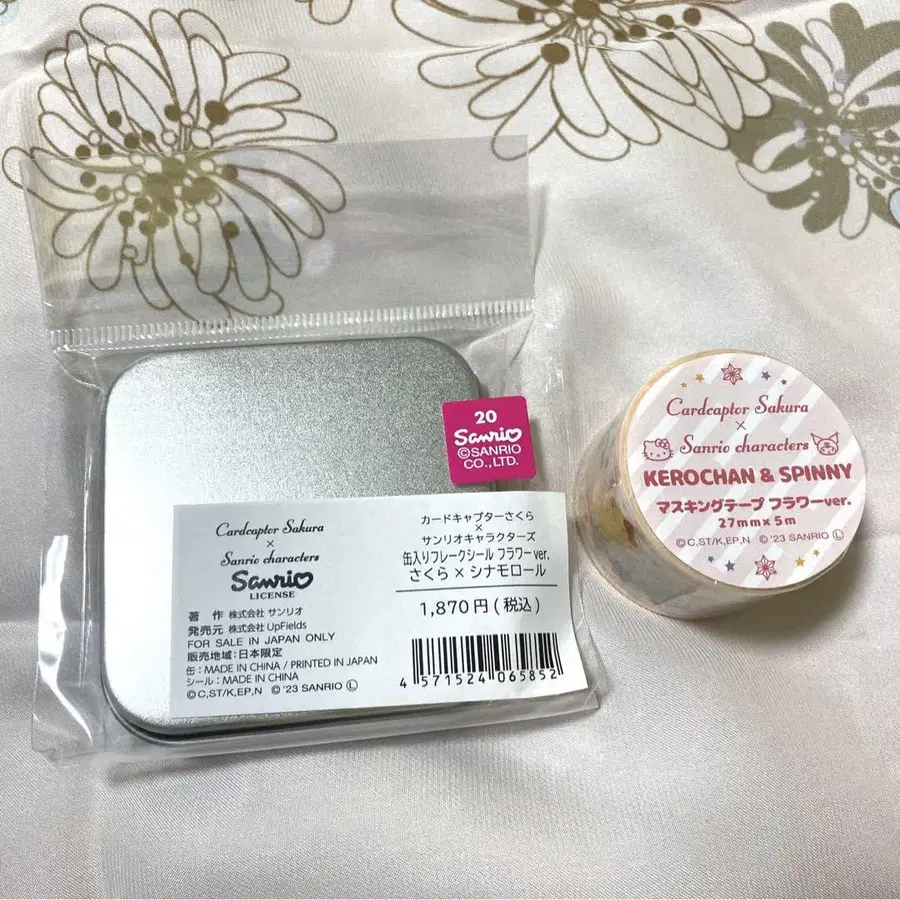 20
Sanrio
©SANRIO
CO.,LTD.
Cardcaptor Sakura
×
Sanrio characters
Sanrio
LICENSE
著 作 株式会社 サンリオ
発売元 株式会社 UpFields
FOR SALE IN JAPAN ONLY
販売地域:日本限定
缶:MADE IN CHINA / PRINTED IN JAPAN
シール:MADE IN CHINA
©C,ST/K,EP,N © '23 SANRIO Ⓛ
カードキャプターさくら
×
サンリオキャラクターズ
缶入りフレークシール フラワーver.
さくら × シナモロール
1,870円(税込)
4 571524 065852
Cardcaptor Sakura
×
Sanrio characters
KEROCHAN & SPINNY
マスキングテープ フラワーver.
27mm x 5m
©C,ST/K,EP,N © '23 SANRIO Ⓛ